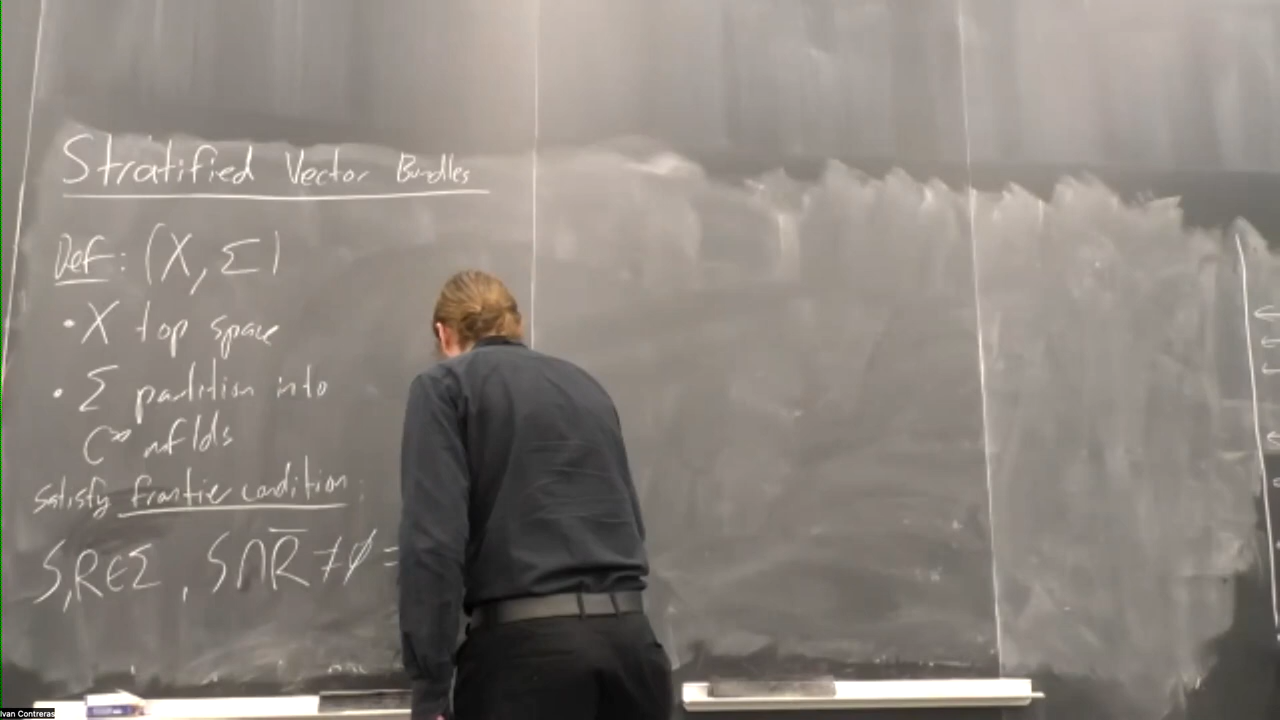 Stratified Vector Bundles
Def: (X, Σ)
• X top space
• Σ partition into
C∞ mflds
satisfy frontier condition:
S, R ∈ Σ, S ∩ R̅ ≠ ∅ =
Ivan Contreras